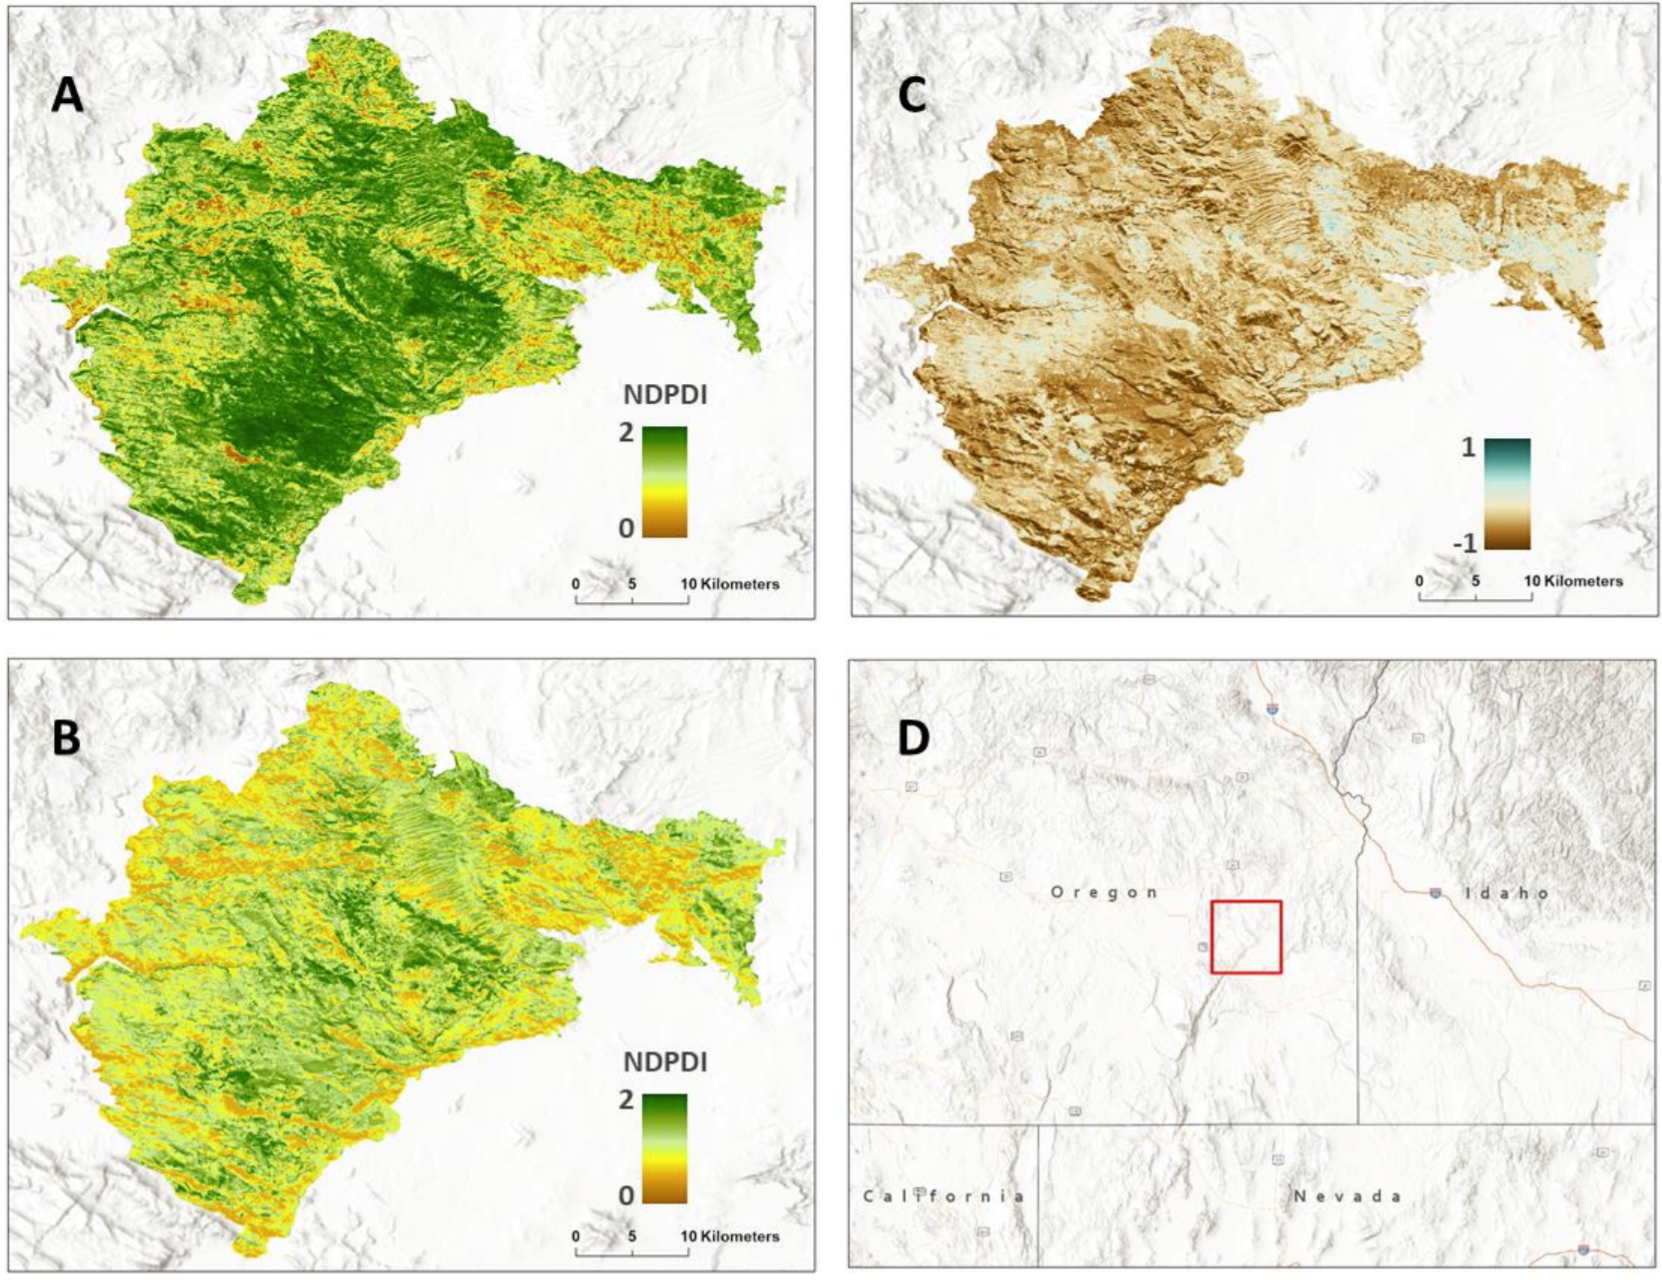 A
NDPDI
2
0
0 5 10 Kilometers
C
1
-1
0 5 10 Kilometers
B
NDPDI
2
0
0 5 10 Kilometers
D
Oregon
Idaho
California
Nevada